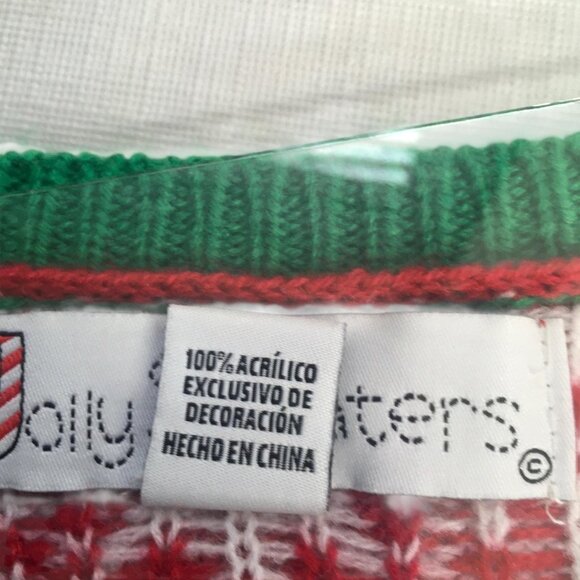 100% ACRÍLICO
EXCLUSIVO DE
DECORACIÓN
HECHO EN CHINA
©